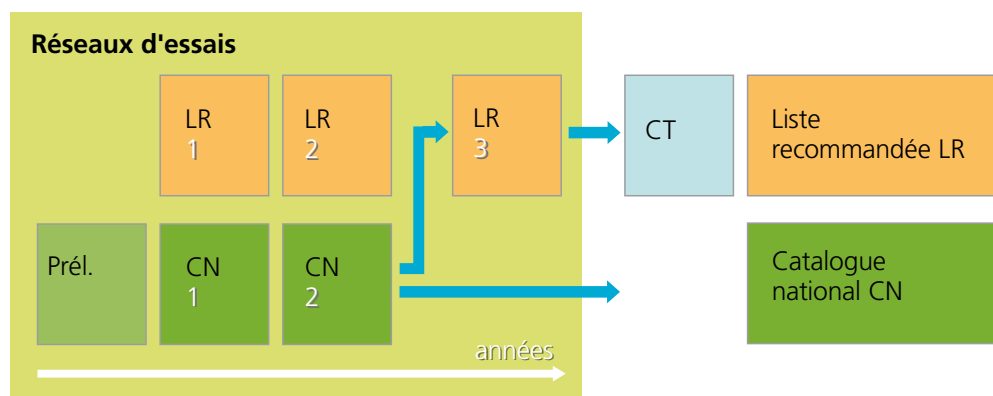 Réseaux d'essais
LR
1
LR
2
LR
3
CT
Liste
recommandée LR
Prél.
CN
1
CN
2
Catalogue
national CN
années